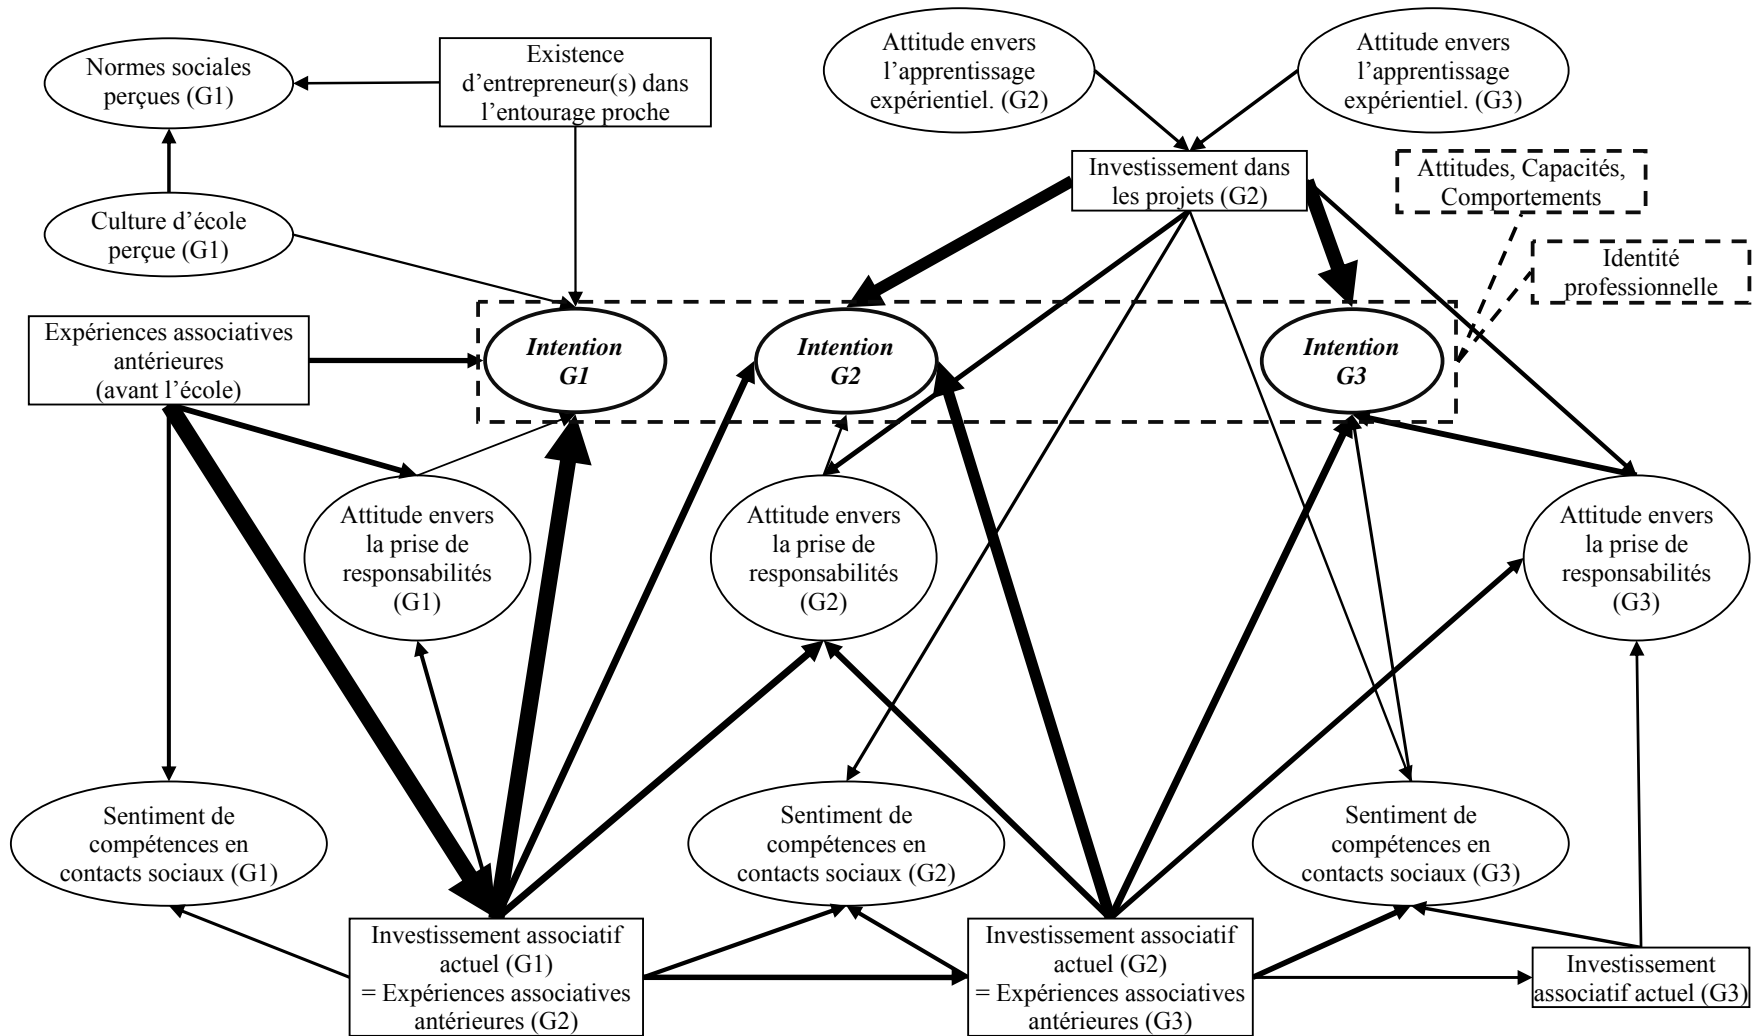 Normes sociales
perçues (G1)
Existence
d’entrepreneur(s) dans
l’entourage proche
Attitude envers
l’apprentissage
expérientiel. (G2)
Attitude envers
l’apprentissage
expérientiel. (G3)
Investissement dans
les projets (G2)
Attitudes, Capacités,
Comportements
Culture d’école
perçue (G1)
Identité
professionnelle
Expériences associatives
antérieures
(avant l’école)
Intention
G1
Intention
G2
Intention
G3
Attitude envers
la prise de
responsabilités
(G1)
Attitude envers
la prise de
responsabilités
(G2)
Attitude envers
la prise de
responsabilités
(G3)
Sentiment de
compétences en
contacts sociaux (G1)
Sentiment de
compétences en
contacts sociaux (G2)
Sentiment de
compétences en
contacts sociaux (G3)
Investissement associatif
actuel (G1)
= Expériences associatives
antérieures (G2)
Investissement associatif
actuel (G2)
= Expériences associatives
antérieures (G3)
Investissement
associatif actuel (G3)